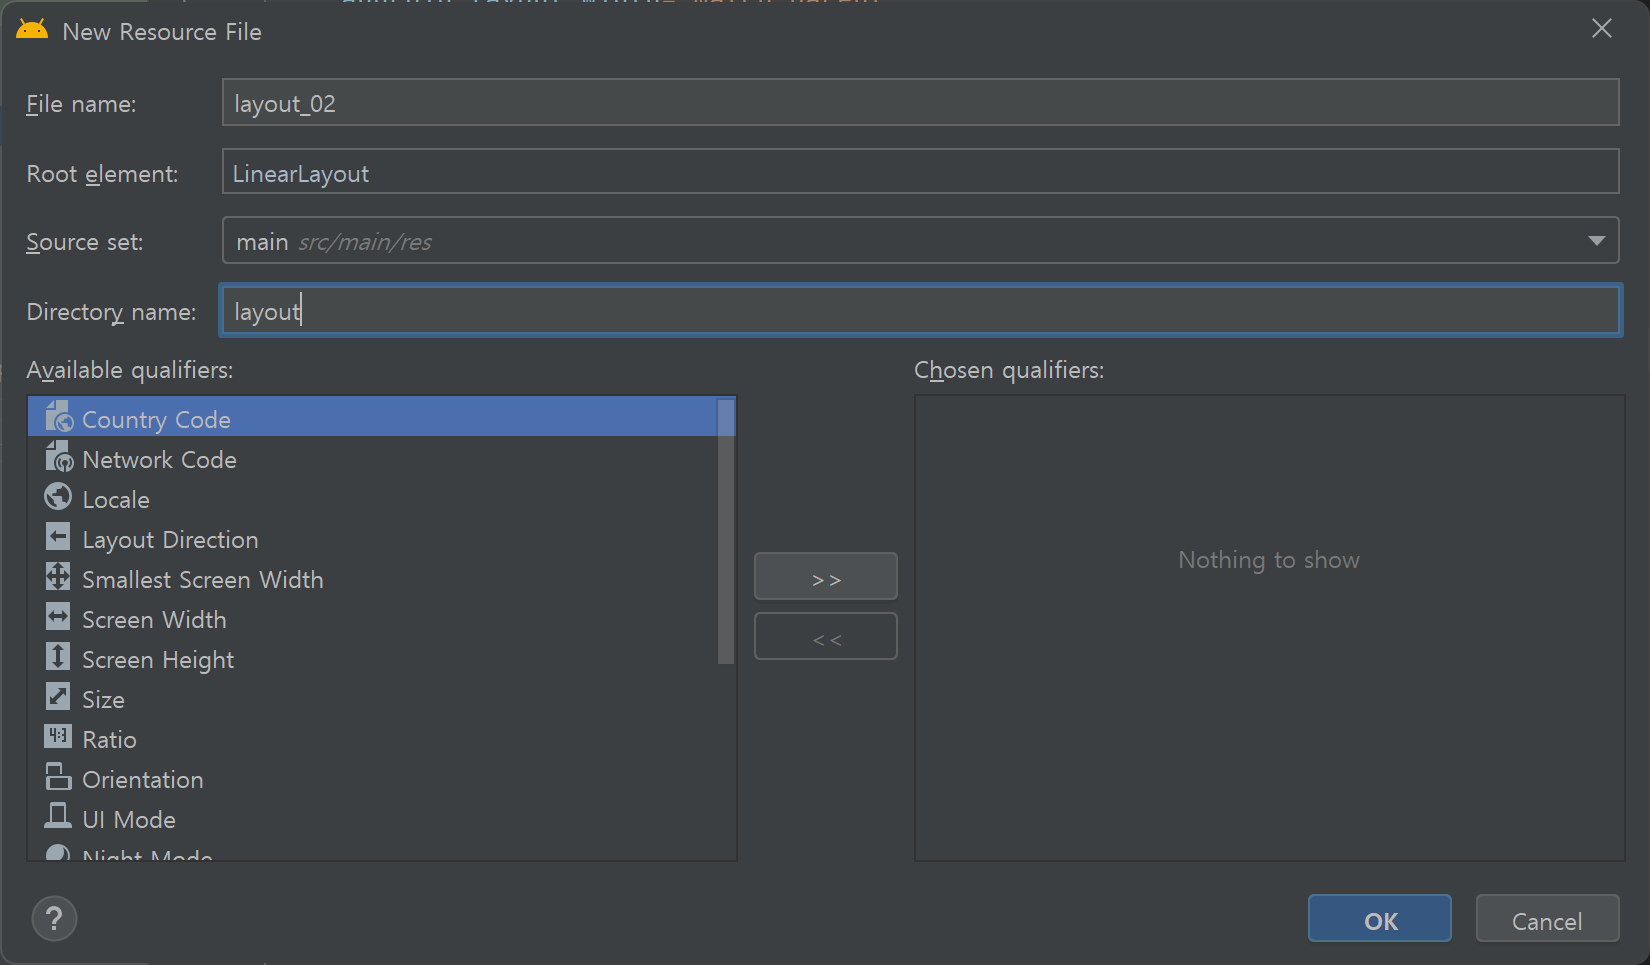 New Resource File
File name:
layout_02
Root element:
LinearLayout
Source set:
main src/main/res
Directory name:
layout
Available qualifiers:
Chosen qualifiers:
Country Code
Network Code
Locale
Layout Direction
Smallest Screen Width
Screen Width
Screen Height
Size
4:3 Ratio
Orientation
UI Mode
Night Mode
>>
<<
Nothing to show
?
OK
Cancel